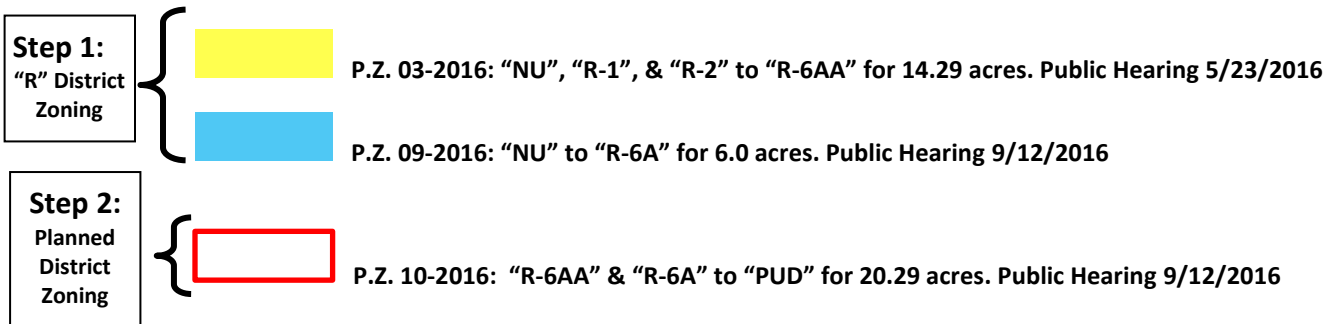 Step 1:
“R” District
Zoning
P.Z. 03-2016: “NU”, “R-1”, & “R-2” to “R-6AA” for 14.29 acres. Public Hearing 5/23/2016
P.Z. 09-2016: “NU” to “R-6A” for 6.0 acres. Public Hearing 9/12/2016
Step 2:
Planned
District
Zoning
P.Z. 10-2016: “R-6AA” & “R-6A” to “PUD” for 20.29 acres. Public Hearing 9/12/2016